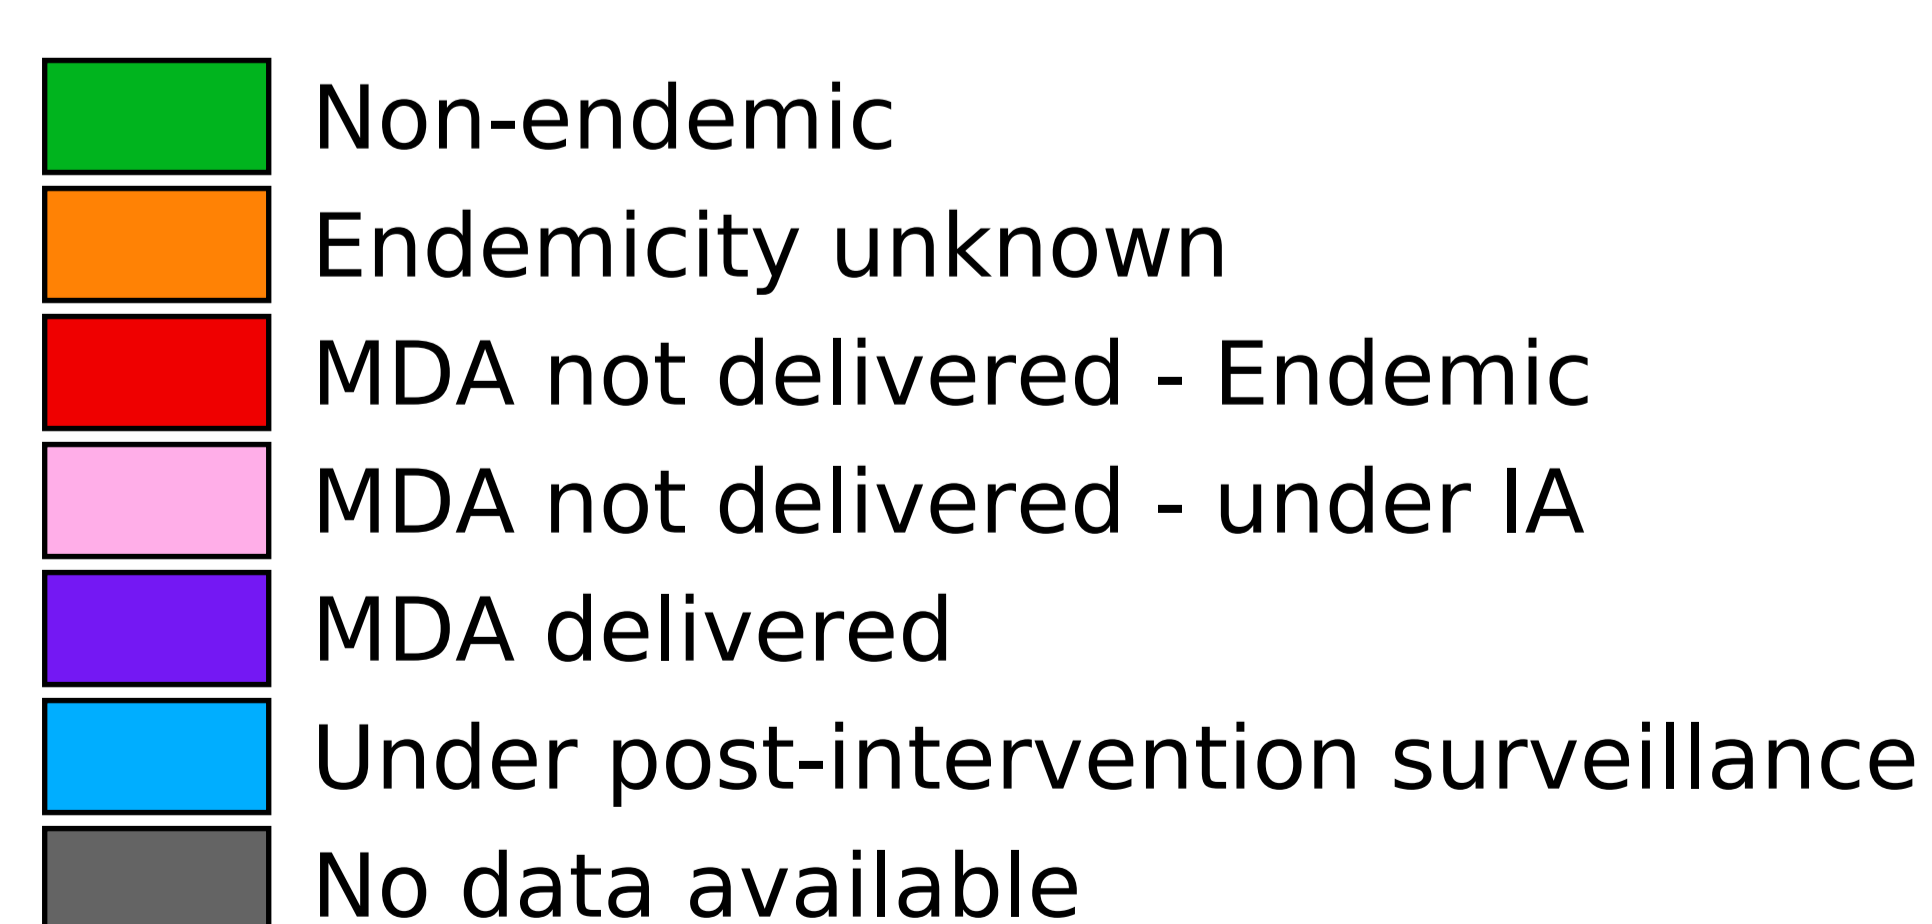 Non-endemic
Endemicity unknown
MDA not delivered - Endemic
MDA not delivered - under IA
MDA delivered
Under post-intervention surveillance
No data available